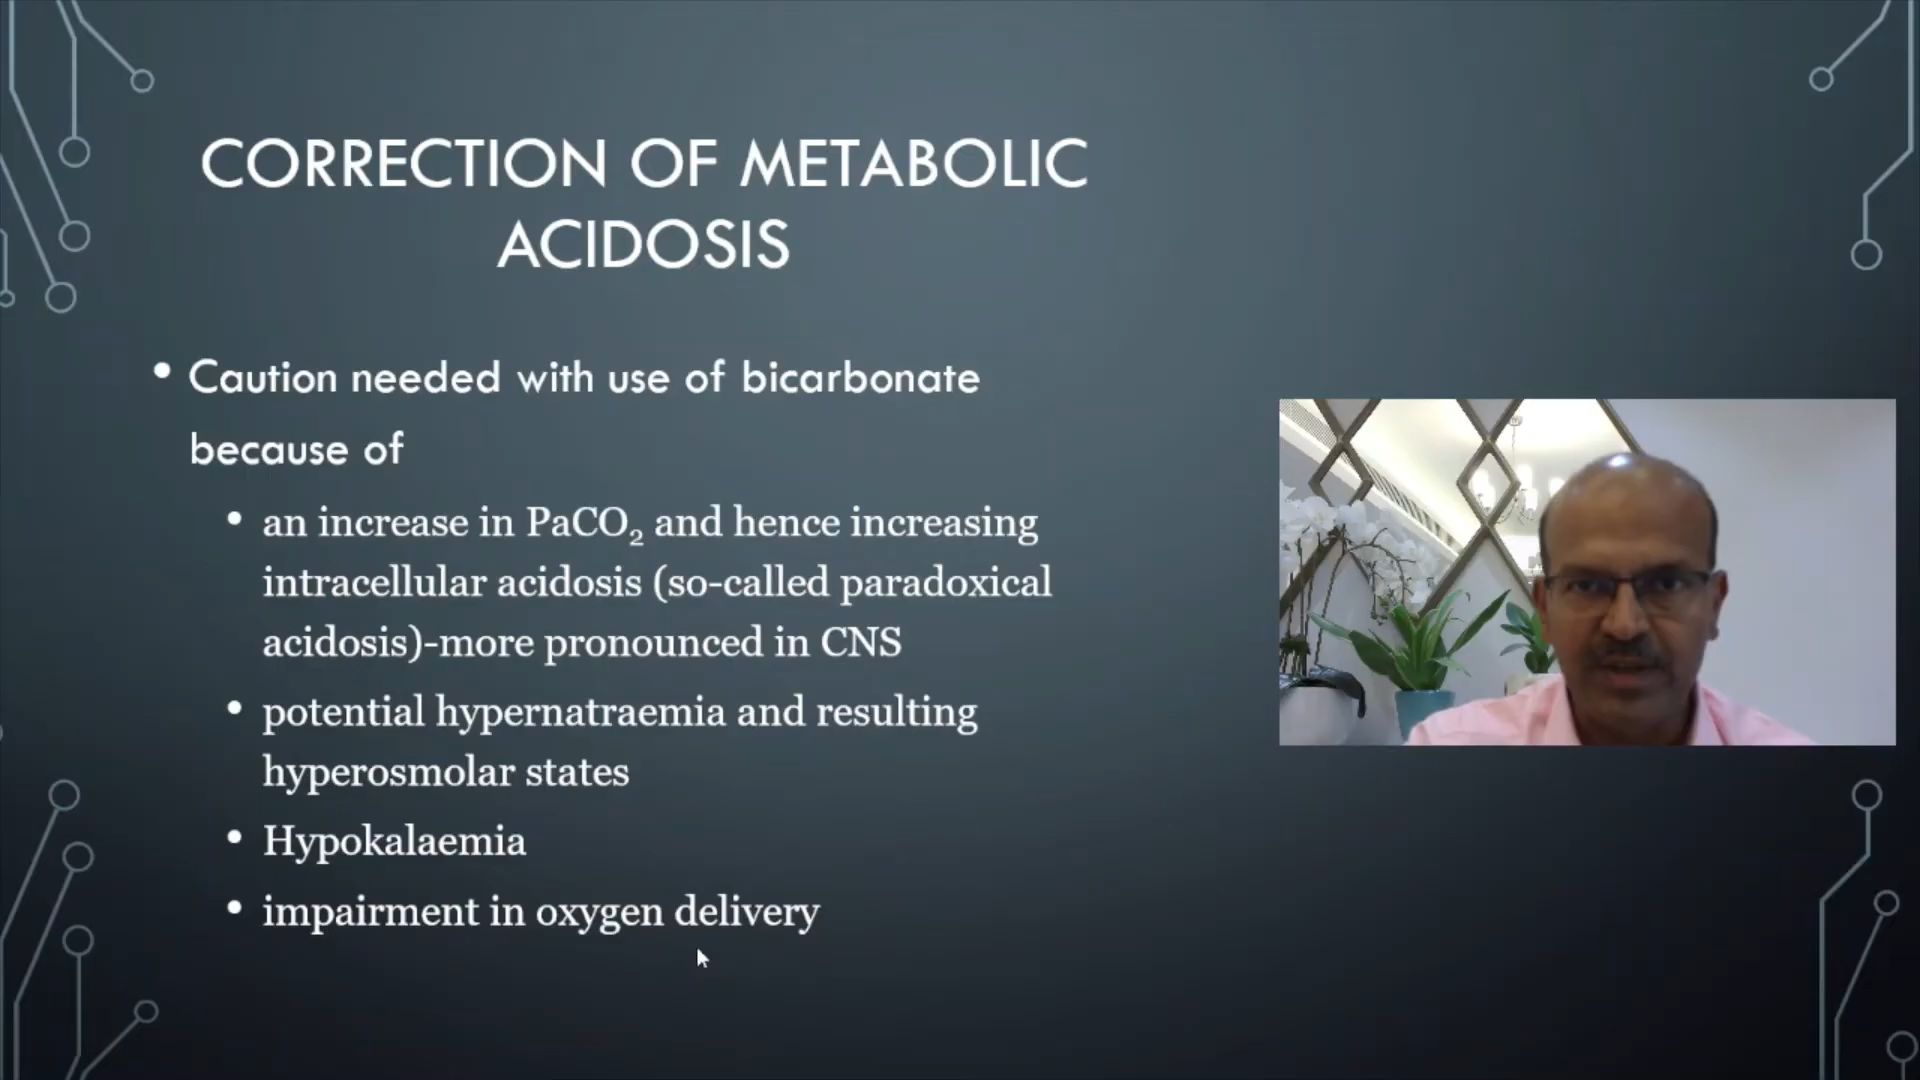 CORRECTION OF METABOLIC
ACIDOSIS
• Caution needed with use of bicarbonate
because of
• an increase in PaCO₂ and hence increasing
intracellular acidosis (so-called paradoxical
acidosis)-more pronounced in CNS
• potential hypernatraemia and resulting
hyperosmolar states
• Hypokalaemia
• impairment in oxygen delivery